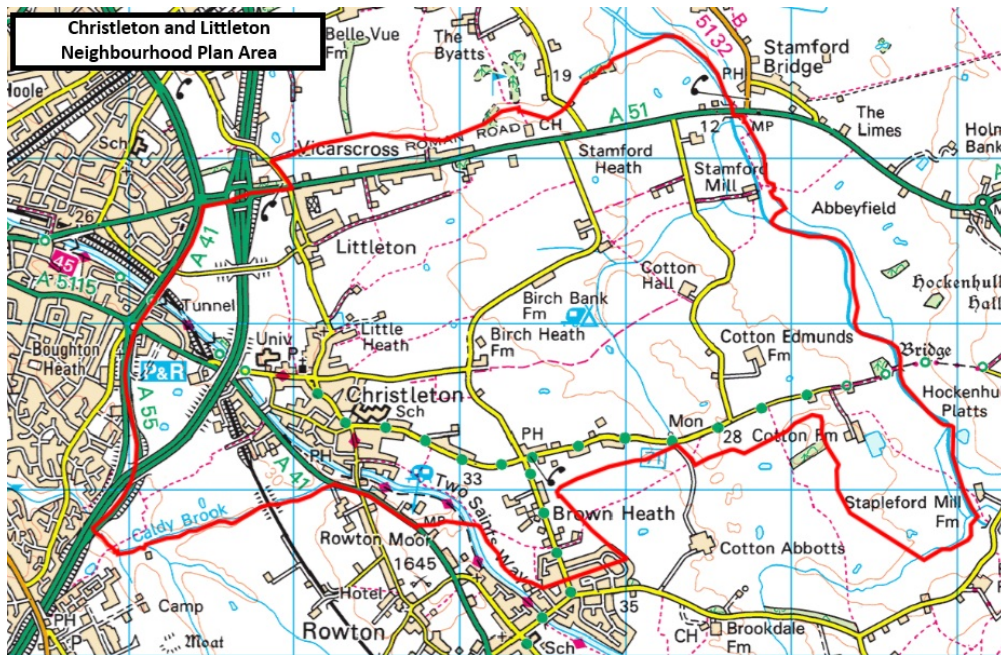 Christleton and Littleton
Neighbourhood Plan Area
Belle Vue
Fm
The
Byatts
19
B
5132
PH
Stamford
Bridge
Hoole
Sch
CH
ROMAN ROAD
A 51
12
MP
The
Limes
Holm
Bank
Vicarscross
Stamford
Heath
Stamford
Mill
Abbeyfield
26
A 41
Littleton
45
A 5115
Tunnel
Cotton
Hall
Hockenhull
Hall
Birch Bank
Fm
Birch Heath
Fm
Little
Heath
Univ
P
Boughton
Heath
P&R
A 55
Cotton Edmunds
Fm
Bridge
Hockenhull
Platts
Christleton
Sch
PH
Mon
28
Cotton Fm
71
PH
A 41
33
Two Saints Way
Caldy Brook
MP
Brown Heath
Stapleford Mill
Fm
Rowton Moor
1645
Cotton Abbotts
Camp
Hotel
35
PH
P
Moat
Rowton
Sch
CH
Brookdale
Fm